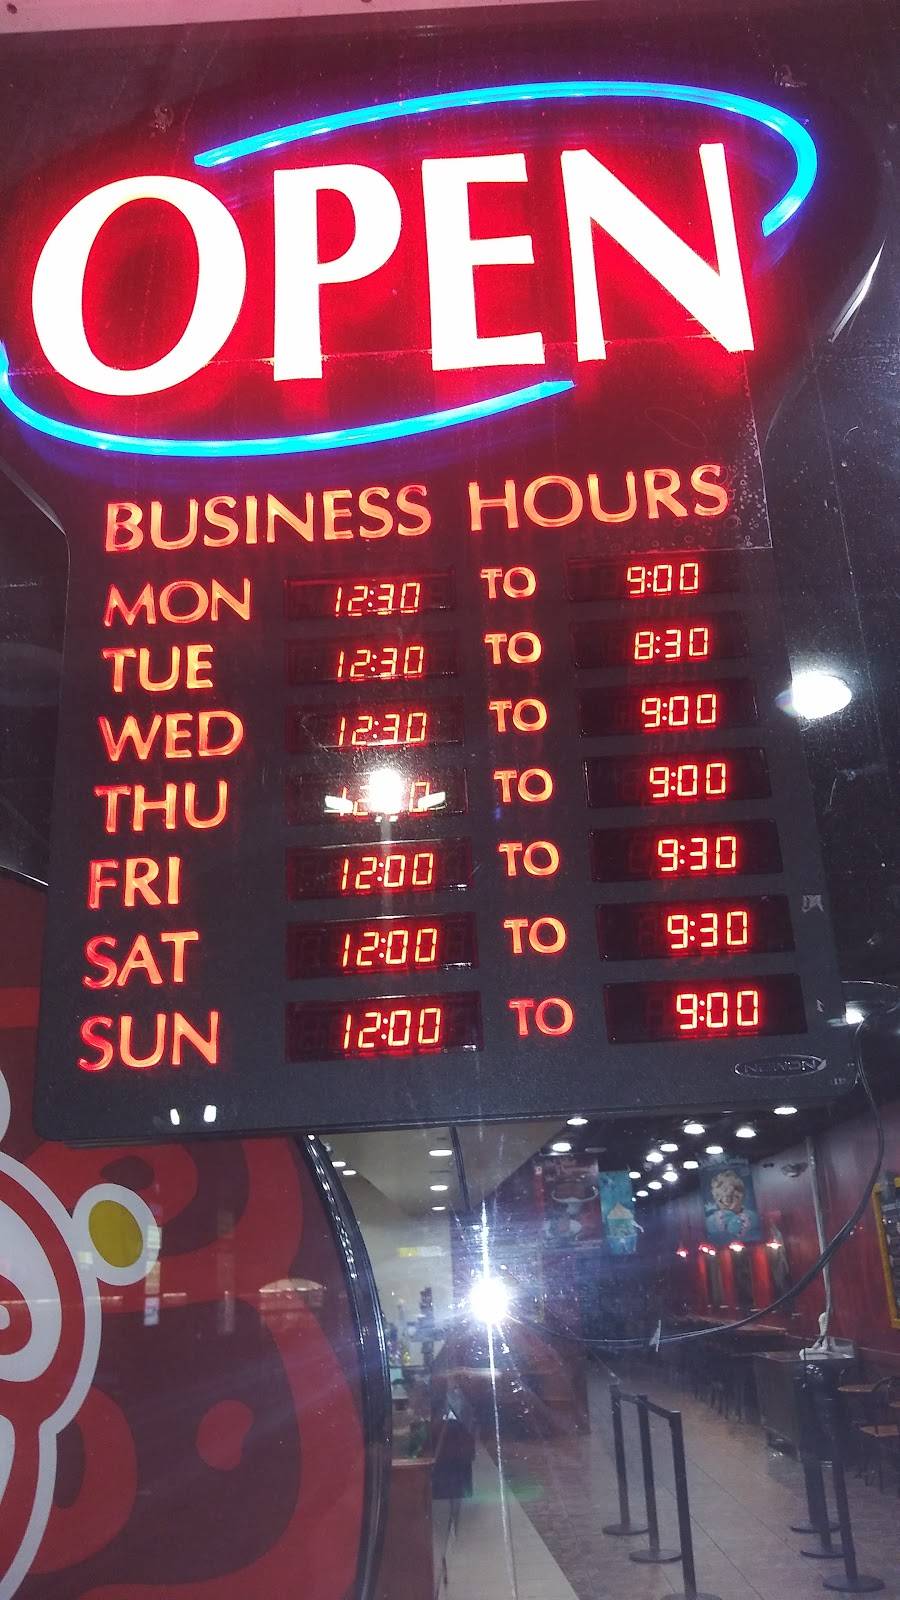 OPEN
BUSINESS HOURS
MON 12:30 TO 9:00
TUE 12:30 TO 8:30
WED 12:30 TO 9:00
THU TO 9:00
FRI 12:00 TO 9:30
SAT 12:00 TO 9:30
SUN 12:00 TO 9:00
NEWON